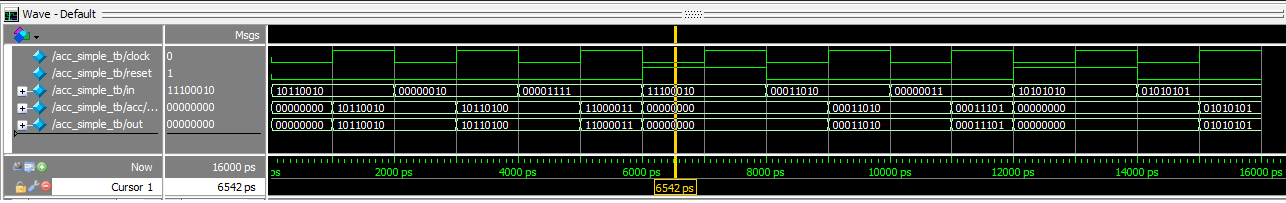 Wave - Default
Msgs
/acc_simple_tb/clock 0
/acc_simple_tb/reset 1
/acc_simple_tb/in 11100010 10110010 00000010 00001111 11100010 00011010 00000011 10101010 01010101
/acc_simple_tb/acc/... 00000000 00000000 10110010 10110100 11000011 00000000 00011010 00011101 00000000 01010101
/acc_simple_tb/out 00000000 00000000 10110010 10110100 11000011 00000000 00011010 00011101 00000000 01010101
Now 16000 ps ps 2000 ps 4000 ps 6000 ps 8000 ps 10000 ps 12000 ps 14000 ps 16000 ps
Cursor 1 6542 ps 6542 ps